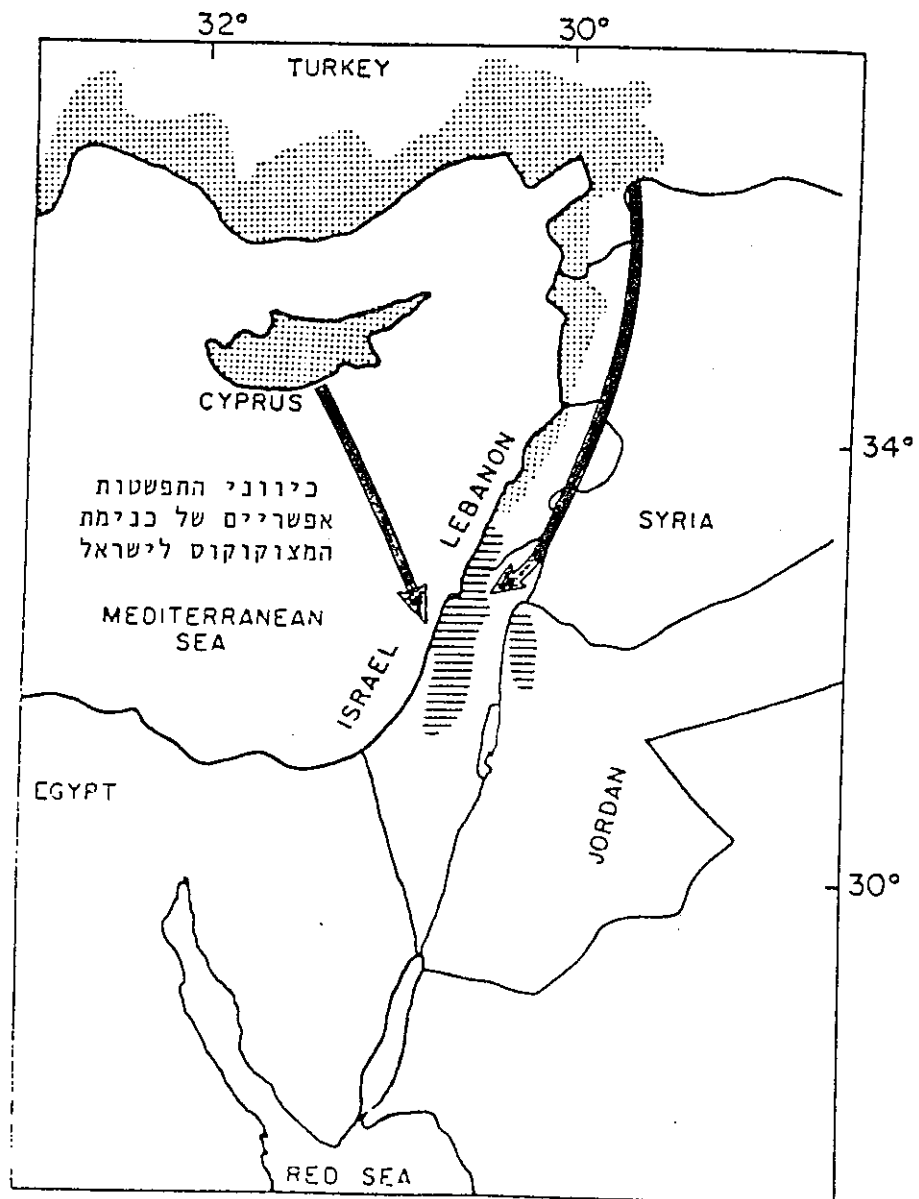 32°
30°
TURKEY
CYPRUS
34°
LEBANON
כיווני התפשטות
אפשריים של כנימת
המצוקוקוס לישראל
SYRIA
MEDITERRANEAN
SEA
ISRAEL
EGYPT
JORDAN
30°
RED SEA